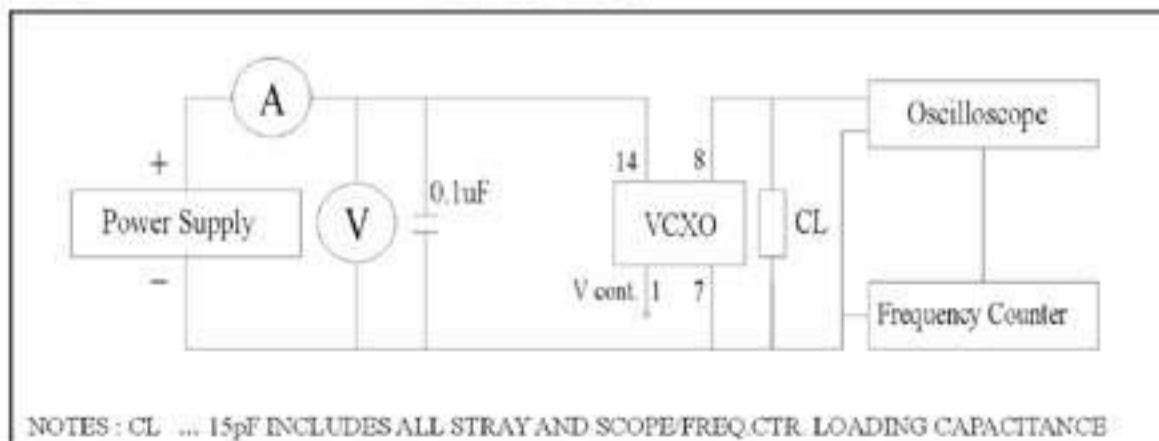 A
Oscilloscope
14 8
+
0.1uF
Power Supply
V
VCXO
CL
−
V cont. 1 7
Frequency Counter
NOTES : CL ... 15pF INCLUDES ALL STRAY AND SCOPE/FREQ.CTR. LOADING CAPACITANCE